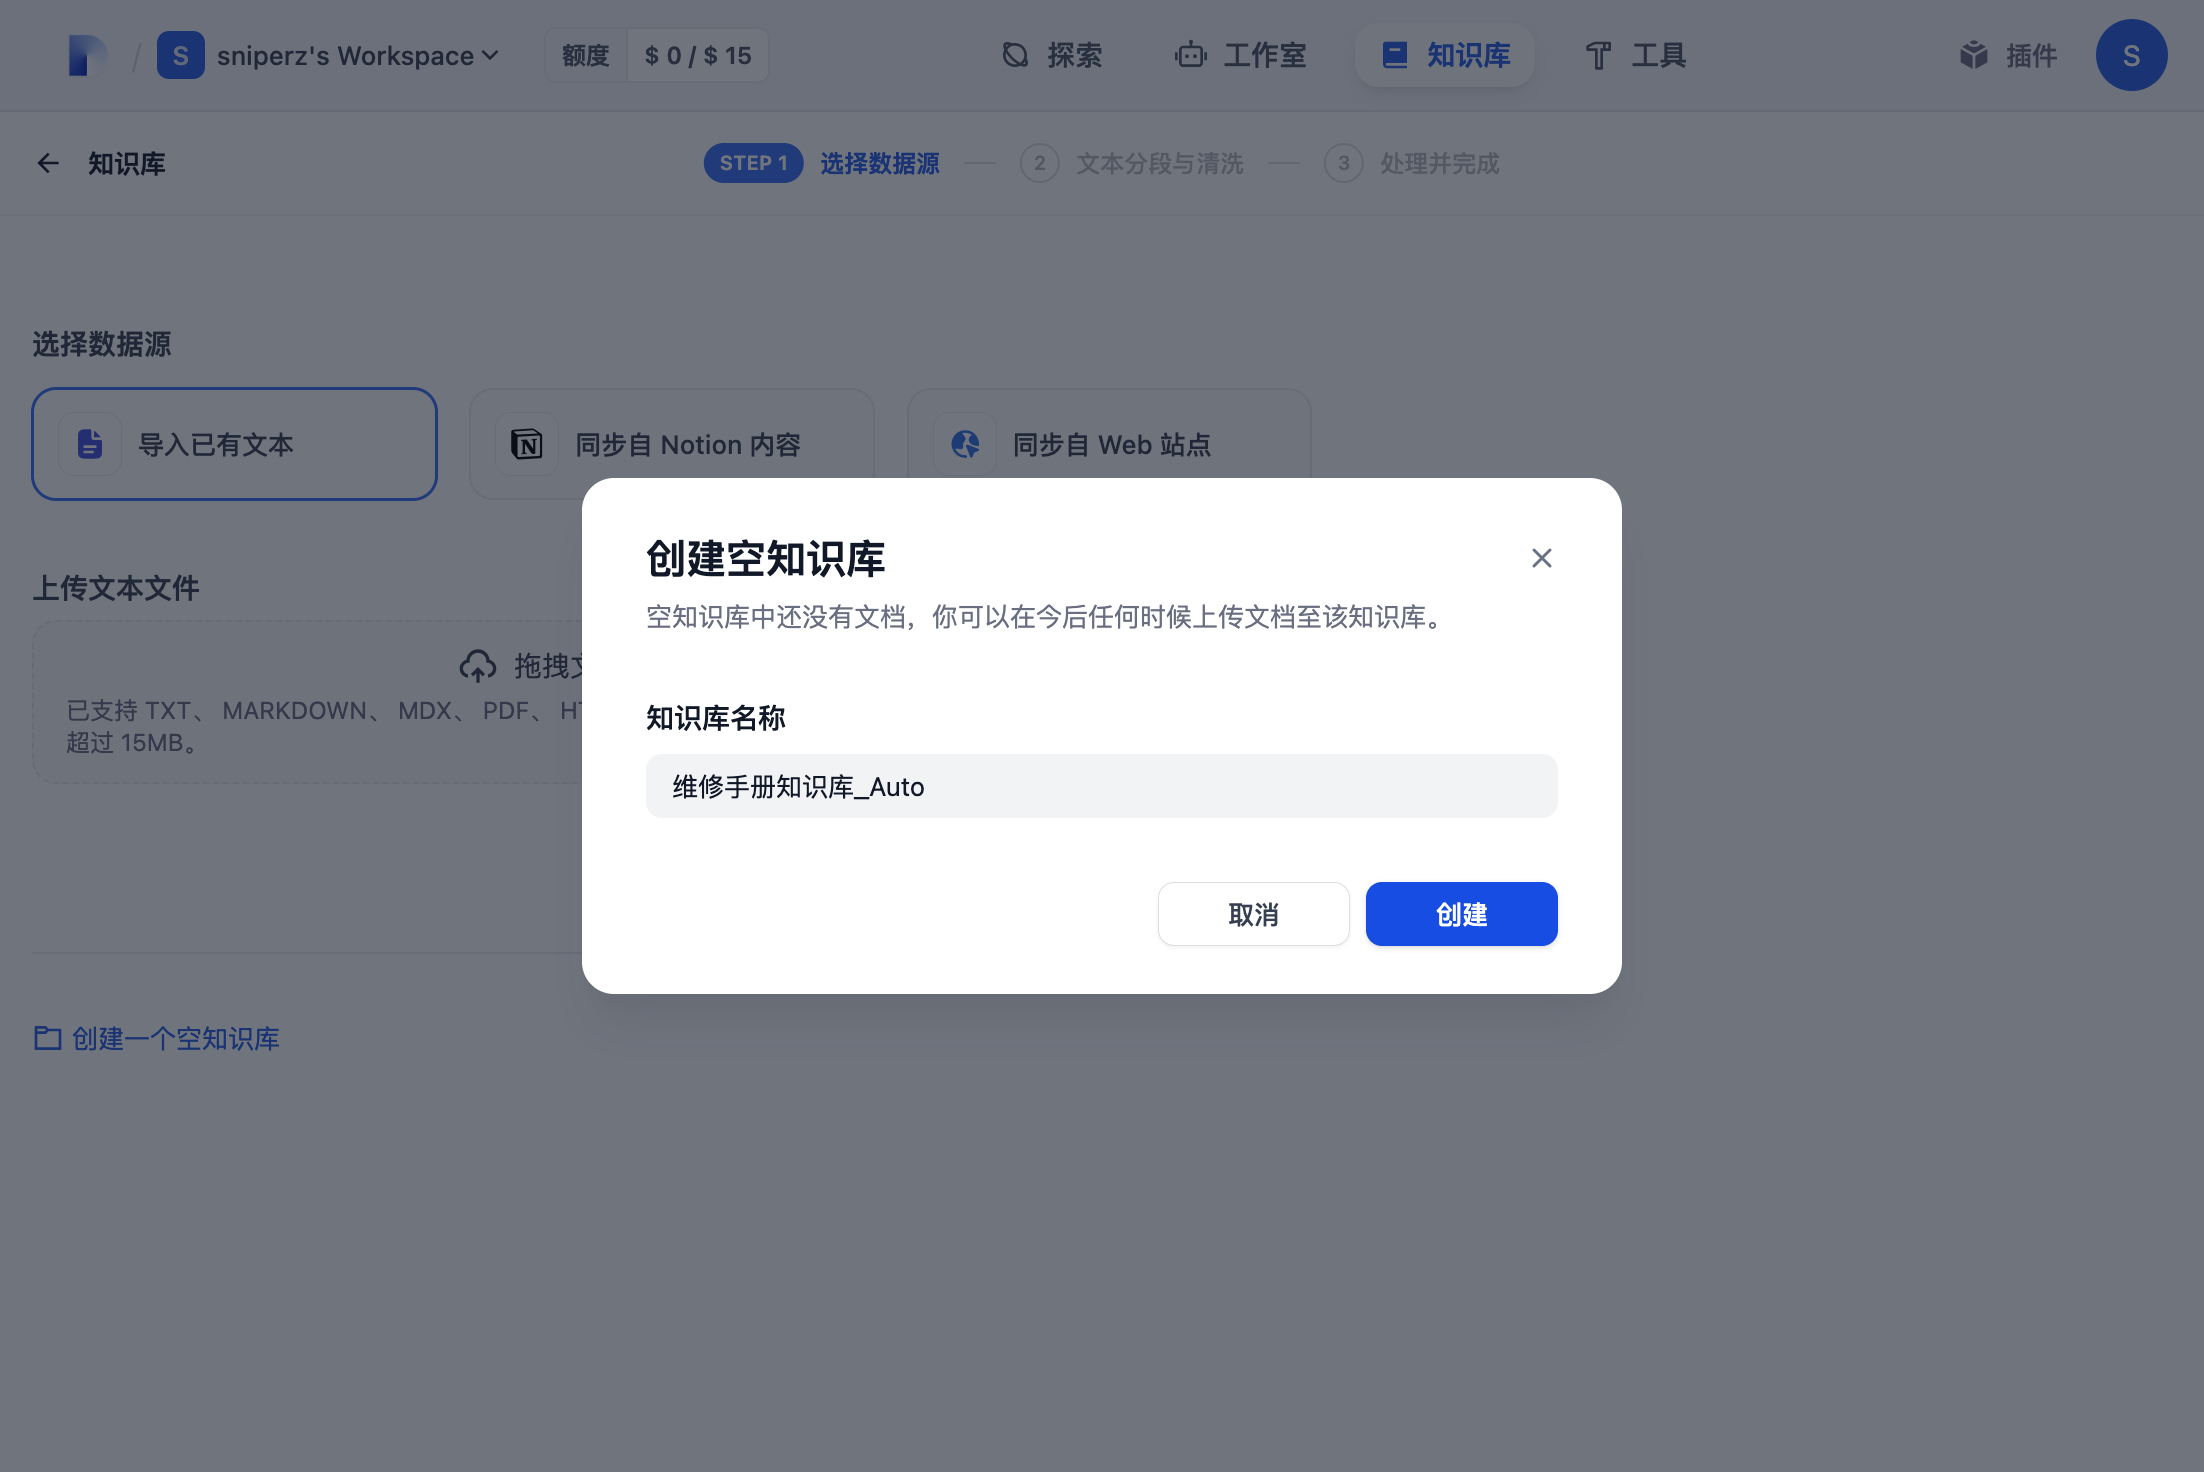 S sniperz's Workspace 额度 $ 0 / $ 15 探索 工作室 知识库 工具 插件 S
知识库 STEP 1 选择数据源 2 文本分段与清洗 3 处理并完成
选择数据源
导入已有文本 同步自 Notion 内容 同步自 Web 站点
创建空知识库
空知识库中还没有文档，你可以在今后任何时候上传文档至该知识库。
知识库名称
维修手册知识库_Auto
取消 创建
上传文本文件
拖拽
已支持 TXT、 MARKDOWN、 MDX、 PDF、
超过 15MB。
创建一个空知识库